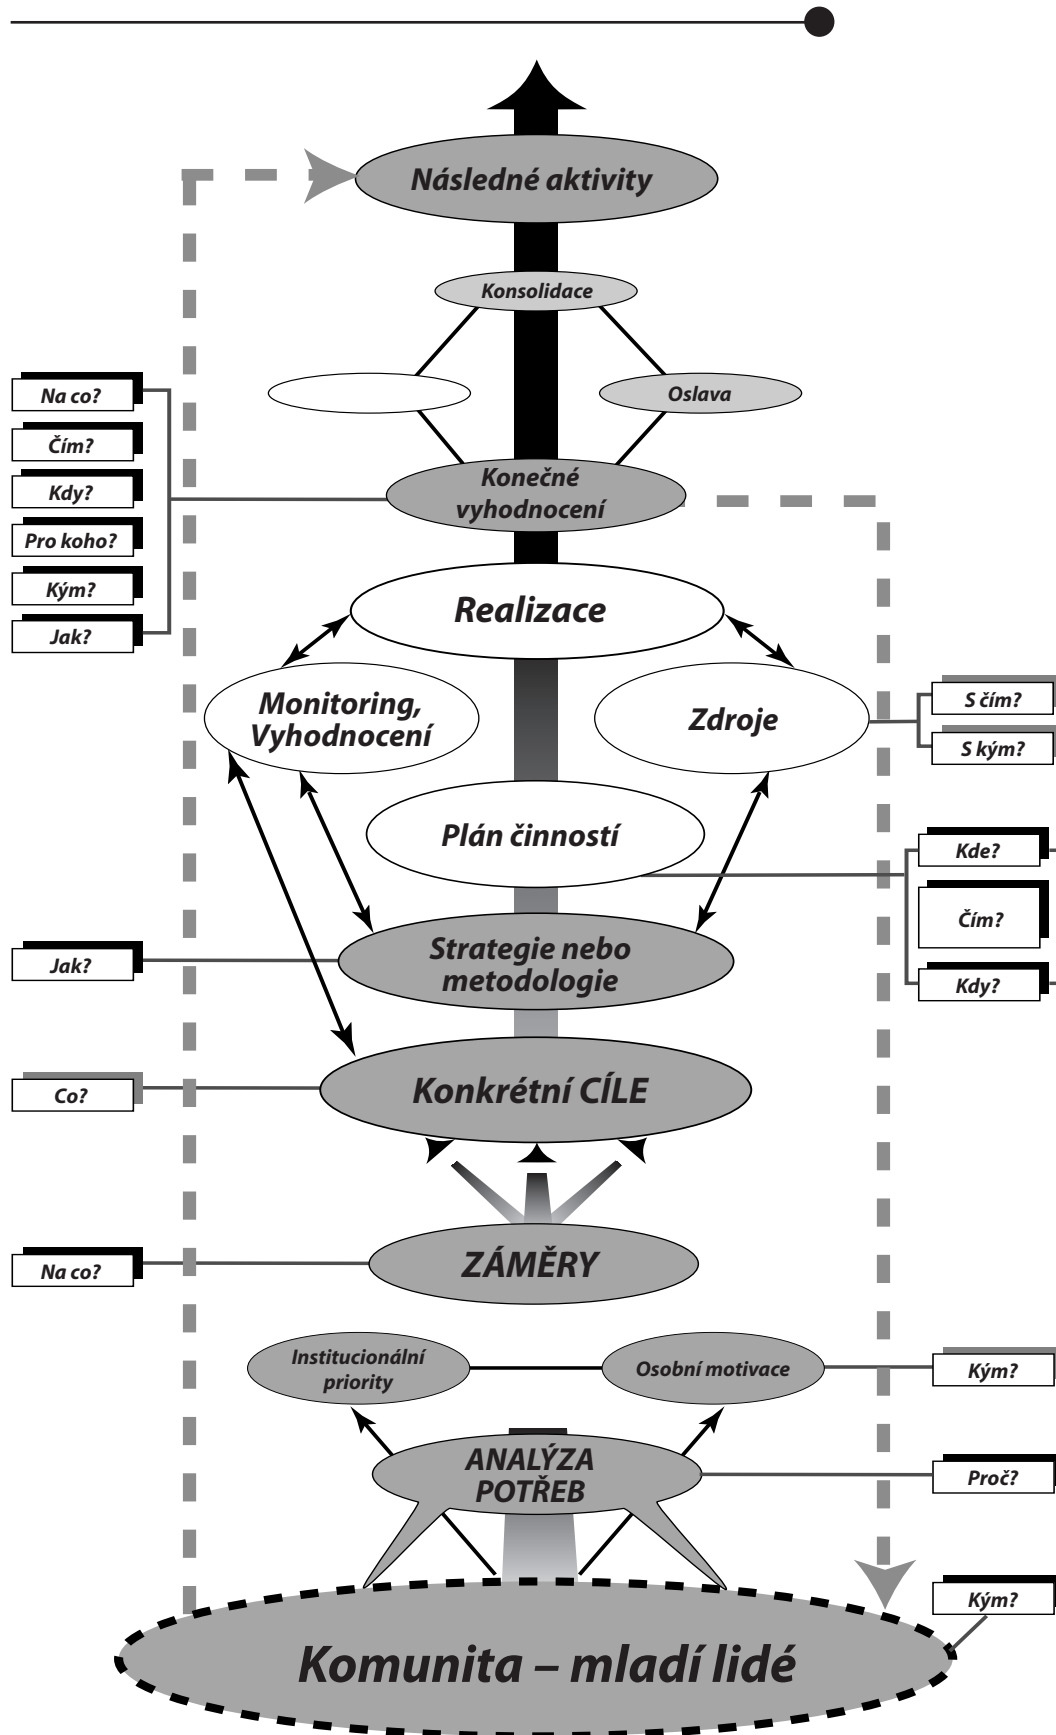 Následné aktivity
Konsolidace
Oslava
Na co?
Čím?
Kdy?
Pro koho?
Kým?
Jak?
Konečné
vyhodnocení
Realizace
Monitoring,
Vyhodnocení
Zdroje
S čím?
S kým?
Plán činností
Kde?
Čím?
Kdy?
Jak?
Strategie nebo
metodologie
Co?
Konkrétní CÍLE
Na co?
ZÁMĚRY
Institucionální
priority
Osobní motivace
Kým?
ANALÝZA
POTŘEB
Proč?
Kým?
Komunita – mladí lidé